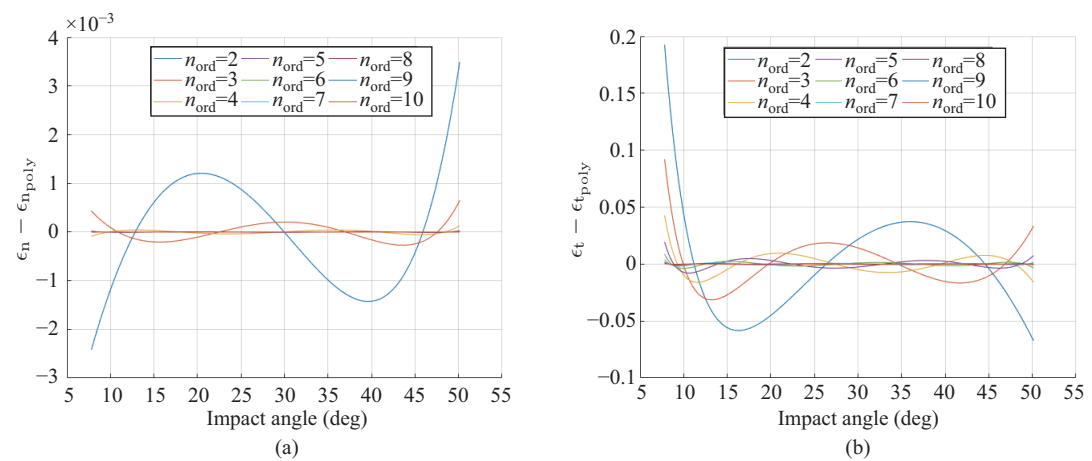 (a)
×10⁻³
4
3
2
1
0
−1
−2
−3
ϵₙ − ϵₙ_poly
n_ord=2 n_ord=5 n_ord=8
n_ord=3 n_ord=6 n_ord=9
n_ord=4 n_ord=7 n_ord=10
5 10 15 20 25 30 35 40 45 50 55
Impact angle (deg)
(a)
(b)
0.2
0.15
0.1
0.05
0
−0.05
−0.1
ϵₜ − ϵₜ_poly
n_ord=2 n_ord=5 n_ord=8
n_ord=3 n_ord=6 n_ord=9
n_ord=4 n_ord=7 n_ord=10
5 10 15 20 25 30 35 40 45 50 55
Impact angle (deg)
(b)